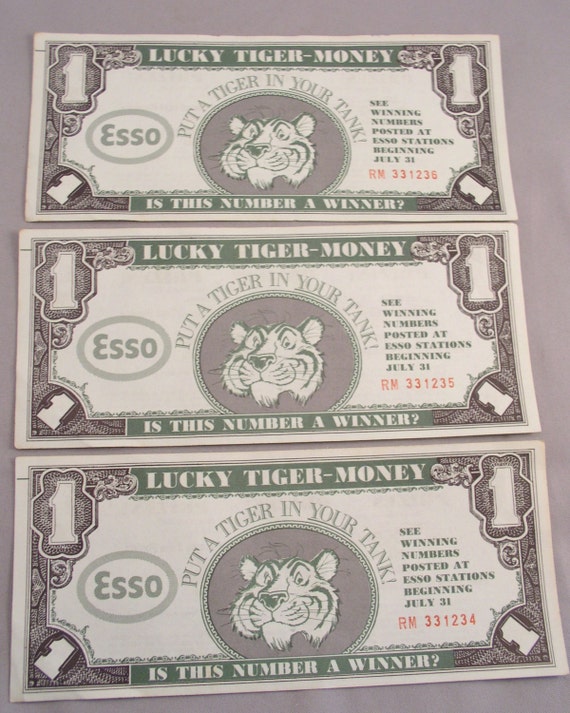 1 LUCKY TIGER-MONEY 1
PUT A TIGER IN YOUR TANK!
Esso
SEE
WINNING
NUMBERS
POSTED AT
ESSO STATIONS
BEGINNING
JULY 31
RM 331236
1 IS THIS NUMBER A WINNER? 1
1 LUCKY TIGER-MONEY 1
PUT A TIGER IN YOUR TANK!
Esso
SEE
WINNING
NUMBERS
POSTED AT
ESSO STATIONS
BEGINNING
JULY 31
RM 331235
1 IS THIS NUMBER A WINNER? 1
1 LUCKY TIGER-MONEY 1
PUT A TIGER IN YOUR TANK!
Esso
SEE
WINNING
NUMBERS
POSTED AT
ESSO STATIONS
BEGINNING
JULY 31
RM 331234
1 IS THIS NUMBER A WINNER? 1